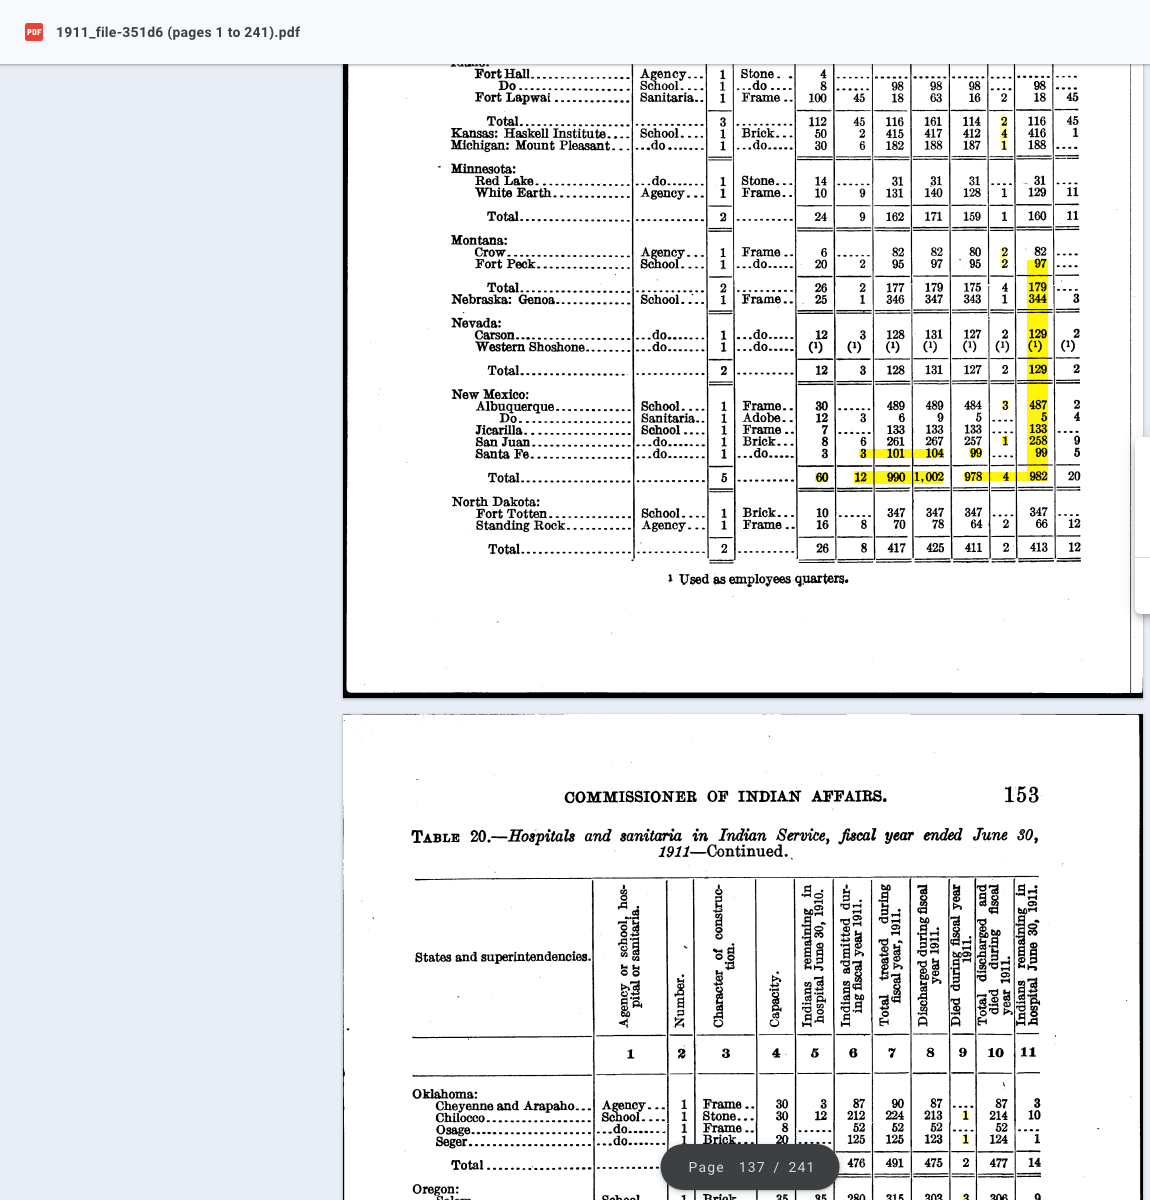 PDF 1911_file-351d6 (pages 1 to 241).pdf
Idaho:
Fort Hall.................... Agency... 1 Stone. . 4 ...... ...... ...... ...... .... ...... ....
Do.................... School.... 1 ...do..... 8 ...... 98 98 98 .... 98 ....
Fort Lapwai ............. Sanitaria.. 1 Frame .. 100 45 18 63 16 2 18 45
Total................... .......... 3 .......... 112 45 116 161 114 2 116 45
Kansas: Haskell Institute.... School.... 1 Brick... 50 2 415 417 412 4 416 1
Michigan: Mount Pleasant... ...do....... 1 ...do..... 30 6 182 188 187 1 188 ....
Minnesota:
Red Lake................. ...do....... 1 Stone... 14 ...... 31 31 31 .... 31 ....
White Earth.............. Agency... 1 Frame.. 10 9 131 140 128 1 129 11
Total................... .......... 2 .......... 24 9 162 171 159 1 160 11
Montana:
Crow...................... Agency... 1 Frame .. 6 ...... 82 82 80 2 82 ....
Fort Peck................. School.... 1 ...do..... 20 2 95 97 95 2 97 ....
Total................... .......... 2 .......... 26 2 177 179 175 4 179 ....
Nebraska: Genoa............ School.... 1 Frame.. 25 1 346 347 343 1 344 3
Nevada:
Carson.................... ...do....... 1 ...do..... 12 3 128 131 127 2 129 2
Western Shoshone....... ...do....... 1 ...do..... (1) (1) (1) (1) (1) (1) (1) (1)
Total................... .......... 2 .......... 12 3 128 131 127 2 129 2
New Mexico:
Albuquerque.............. School.... 1 Frame.. 30 ...... 489 489 484 3 487 2
Do.................... Sanitaria.. 1 Adobe.. 12 3 6 9 5 .... 5 4
Jicarilla................... School .... 1 Frame .. 7 ...... 133 133 133 .... 133 ....
San Juan................. ...do....... 1 Brick... 8 6 261 267 257 1 258 9
Santa Fe.................. ...do....... 1 ...do..... 3 3 101 104 99 .... 99 5
Total................... .......... 5 .......... 60 12 990 1,002 978 4 982 20
North Dakota:
Fort Totten.............. School.... 1 Brick... 10 ...... 347 347 347 .... 347 ....
Standing Rock........... Agency... 1 Frame .. 16 8 70 78 64 2 66 12
Total................... .......... 2 .......... 26 8 417 425 411 2 413 12
1 Used as employees quarters.
COMMISSIONER OF INDIAN AFFAIRS. 153
TABLE 20.—Hospitals and sanitaria in Indian Service, fiscal year ended June 30,
1911—Continued.
States and superintendencies.
Agency or school, hos-
pital or sanitaria.
Number.
Character of construc-
tion.
Capacity.
Indians remaining in
hospital June 30, 1910.
Indians admitted dur-
ing fiscal year 1911.
Total treated during
fiscal year, 1911.
Discharged during fiscal
year 1911.
Died during fiscal year
1911.
Total discharged and
died during fiscal
year 1911.
Indians remaining in
hospital June 30, 1911.
1 2 3 4 5 6 7 8 9 10 11
Oklahoma:
Cheyenne and Arapaho... Agency... 1 Frame .. 30 3 87 90 87 .... 87 3
Chilocco................... School.... 1 Stone... 30 12 212 224 213 1 214 10
Osage..................... ...do....... 1 Frame .. 8 ...... 52 52 52 .... 52 ....
Seger...................... ...do....... 1 Brick... 20 ...... 125 125 123 1 124 1
Total ................... 476 491 475 2 477 14
Page 137 / 241
Oregon:
Salem School 1 Brick 35 35 280 315 303 3 306 9